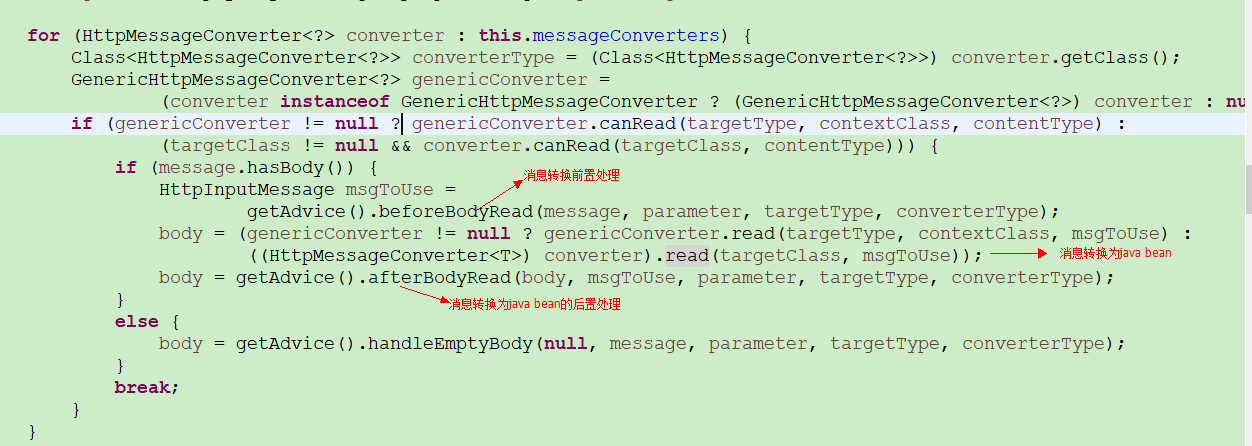 for (HttpMessageConverter<?> converter : this.messageConverters) {
Class<HttpMessageConverter<?>> converterType = (Class<HttpMessageConverter<?>>) converter.getClass();
GenericHttpMessageConverter<?> genericConverter =
(converter instanceof GenericHttpMessageConverter ? (GenericHttpMessageConverter<?>) converter : nu
if (genericConverter != null ? genericConverter.canRead(targetType, contextClass, contentType) :
(targetClass != null && converter.canRead(targetClass, contentType))) {
if (message.hasBody()) {
消息转换前置处理
HttpInputMessage msgToUse =
getAdvice().beforeBodyRead(message, parameter, targetType, converterType);
body = (genericConverter != null ? genericConverter.read(targetType, contextClass, msgToUse) :
((HttpMessageConverter<T>) converter).read(targetClass, msgToUse));
消息转换为java bean
body = getAdvice().afterBodyRead(body, msgToUse, parameter, targetType, converterType);
}
消息转换为java bean的后置处理
else {
body = getAdvice().handleEmptyBody(null, message, parameter, targetType, converterType);
}
break;
}
}